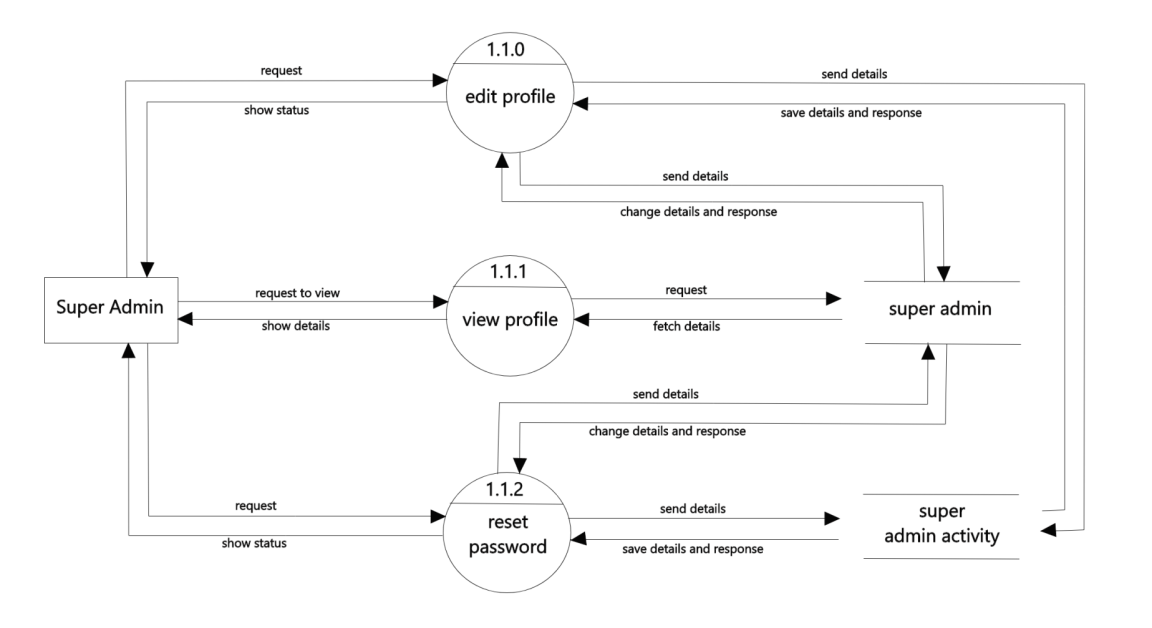 1.1.0
edit profile
request
show status
send details
save details and response
send details
change details and response
1.1.1
view profile
Super Admin
request to view
show details
request
fetch details
super admin
send details
change details and response
1.1.2
reset
password
request
show status
send details
save details and response
super
admin activity